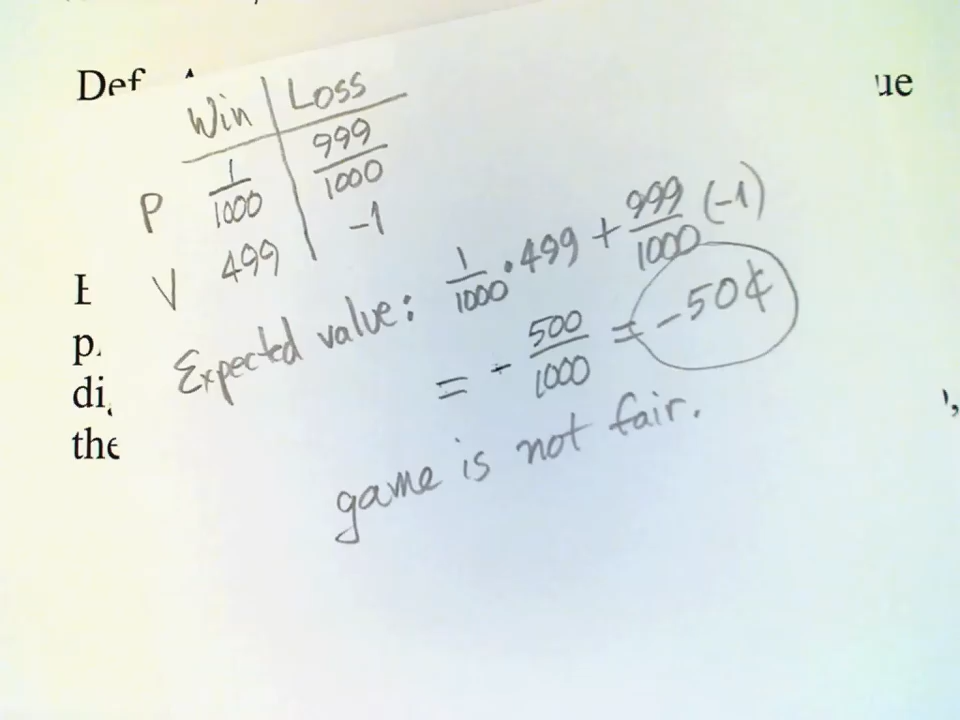 Def
ue
Win Loss
P 1/1000 999/1000
V 499 -1
Expected value: 1/1000 · 499 + 999/1000 (-1)
= - 500/1000 = -50¢
game is not fair.
p.
di,
the